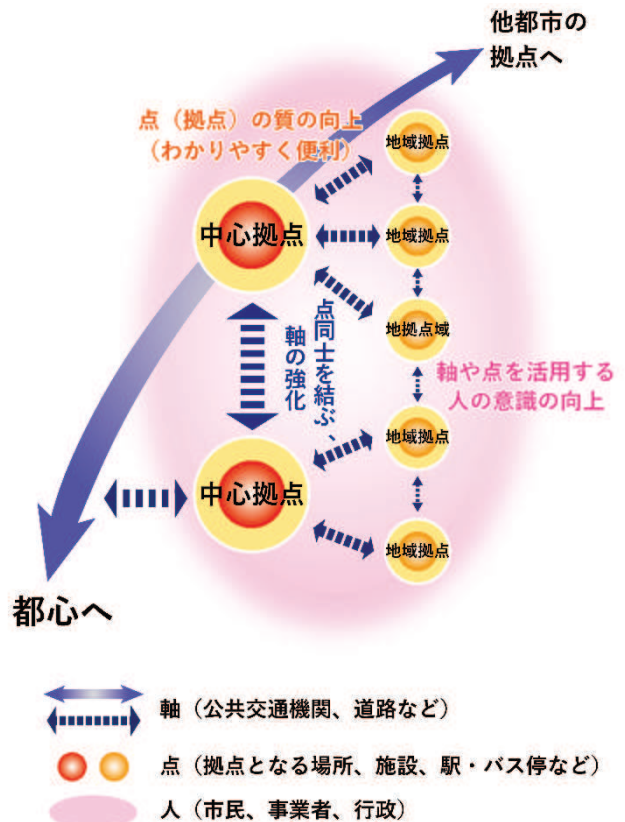 他都市の
拠点へ
点（拠点）の質の向上
（わかりやすく便利）
地域拠点
中心拠点
地域拠点
地拠点域
点同士を結ぶ、
軸の強化
軸や点を活用する
人の意識の向上
地域拠点
中心拠点
地域拠点
都心へ
軸（公共交通機関、道路など）
点（拠点となる場所、施設、駅・バス停など）
人（市民、事業者、行政）